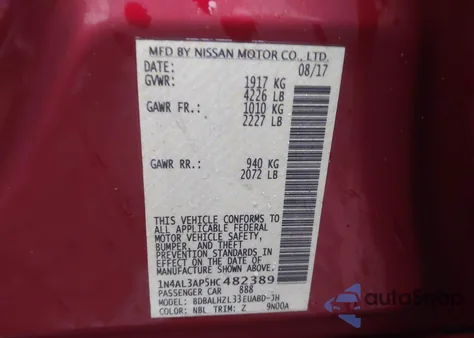 MFD BY NISSAN MOTOR CO., LTD.
DATE: 08/17
GVWR: 1917 KG
4226 LB
GAWR FR.: 1010 KG
2227 LB
GAWR RR.: 940 KG
2072 LB
THIS VEHICLE CONFORMS TO
ALL APPLICABLE FEDERAL
MOTOR VEHICLE SAFETY,
BUMPER, AND THEFT
PREVENTION STANDARDS IN
EFFECT ON THE DATE OF
MANUFACTURE SHOWN ABOVE.
1N4AL3AP5HC482389
PASSENGER CAR 888
MODEL: BDBALHZL33EUABD-JH
COLOR: NBL TRIM: Z 9N00A